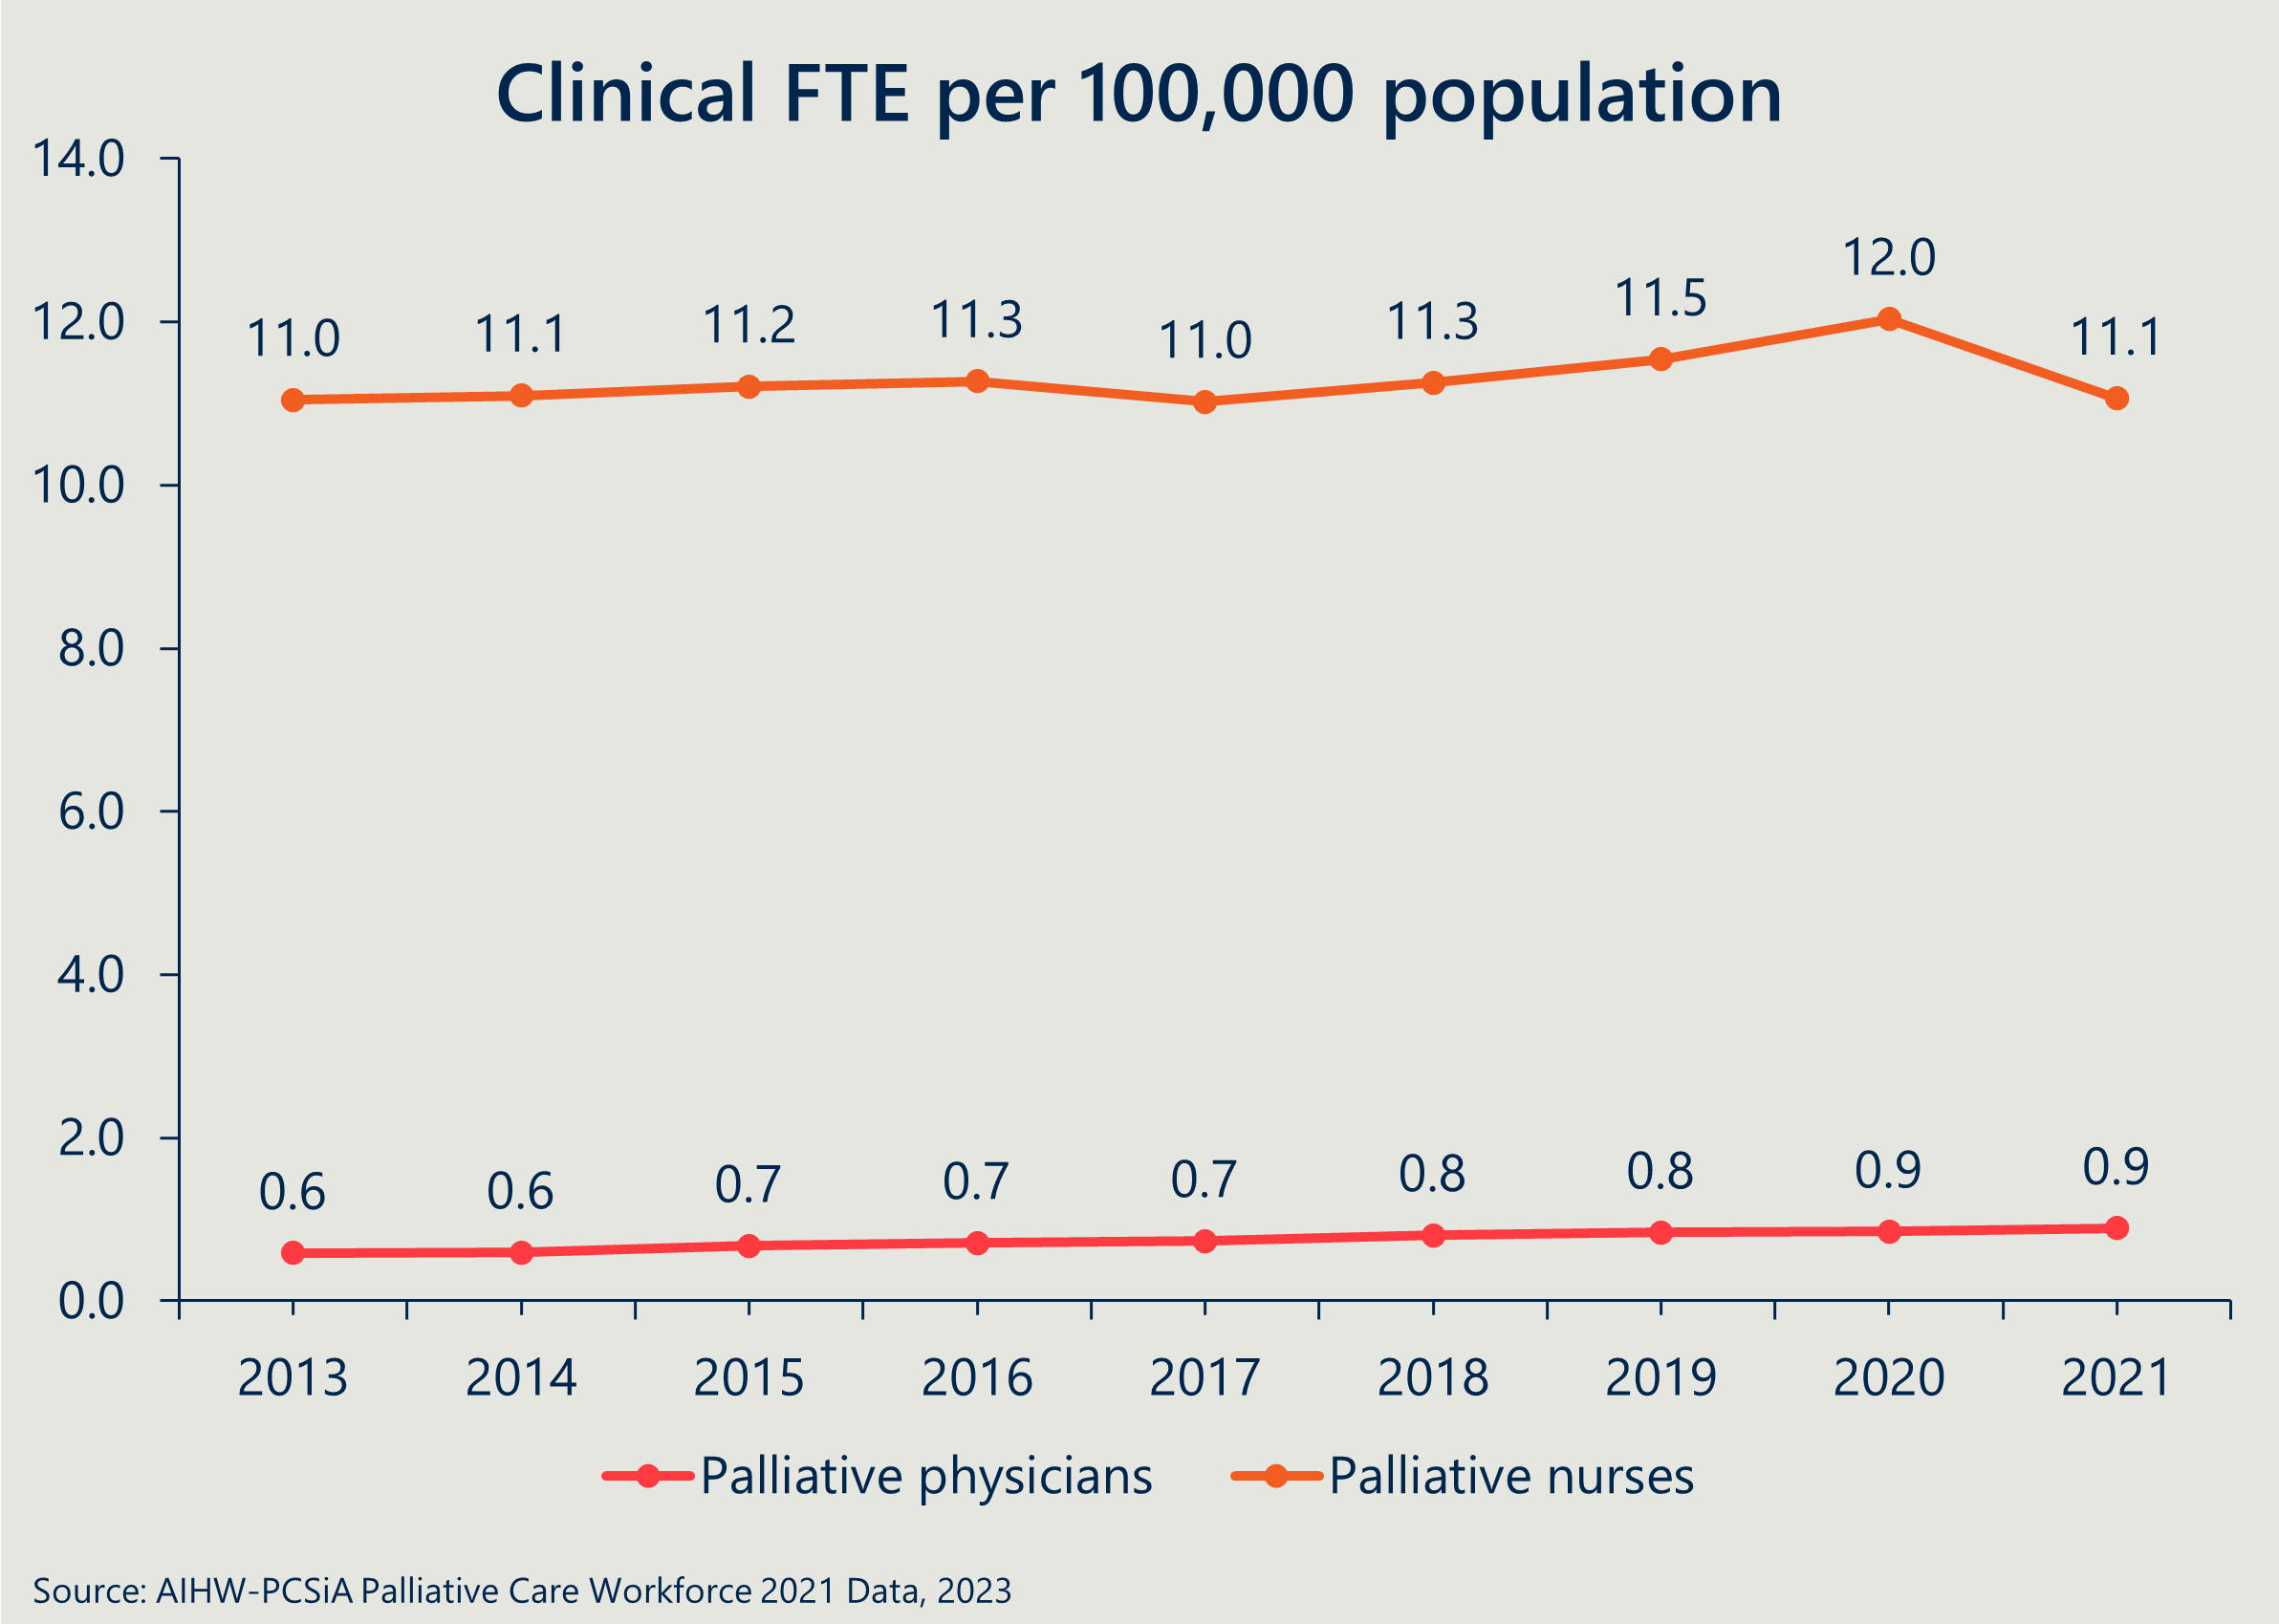 Clinical FTE per 100,000 population
14.0
12.0
10.0
8.0
6.0
4.0
2.0
0.0
11.0 11.1 11.2 11.3 11.0 11.3 11.5 12.0 11.1
0.6 0.6 0.7 0.7 0.7 0.8 0.8 0.9 0.9
2013 2014 2015 2016 2017 2018 2019 2020 2021
Palliative physicians Palliative nurses
Source: AIHW-PCSiA Palliative Care Workforce 2021 Data, 2023